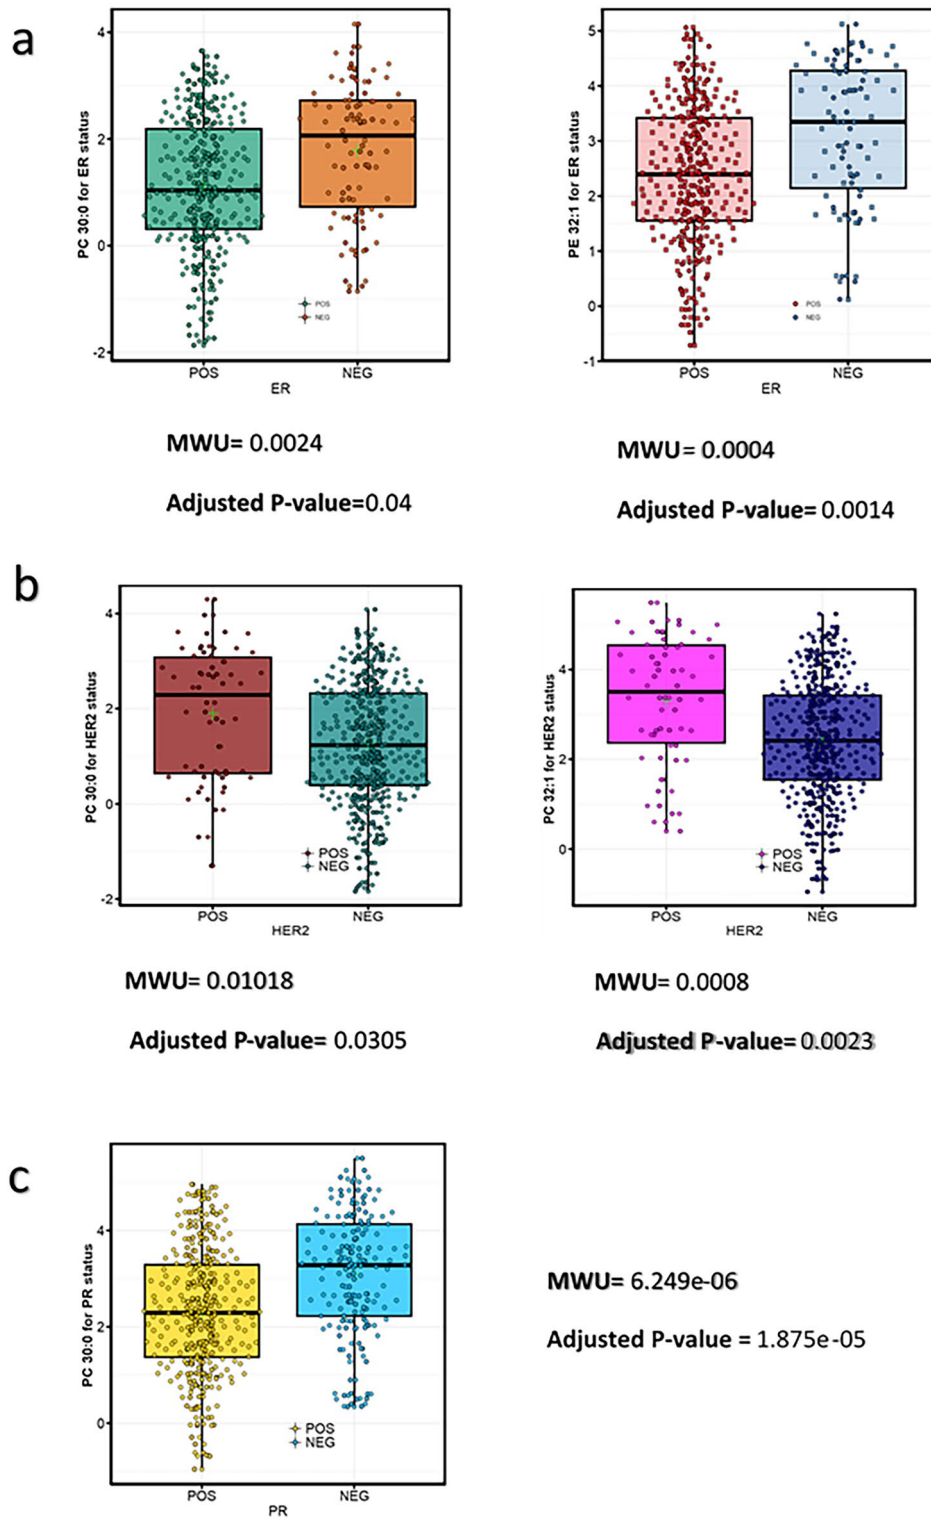 a
PC 30:0 for ER status
4
2
0
-2
POS
NEG
POS
NEG
ER
PE 32:1 for ER status
5
4
3
2
1
0
-1
POS
NEG
POS
NEG
ER
MWU= 0.0024
Adjusted P-value=0.04
MWU= 0.0004
Adjusted P-value= 0.0014
b
PC 30:0 for HER2 status
4
2
0
-2
POS
NEG
POS
NEG
HER2
PC 32:1 for HER2 status
4
2
0
POS
NEG
POS
NEG
HER2
MWU= 0.01018
Adjusted P-value= 0.0305
MWU= 0.0008
Adjusted P-value= 0.0023
c
PC 30:0 for PR status
4
2
0
POS
NEG
POS
NEG
PR
MWU= 6.249e-06
Adjusted P-value = 1.875e-05